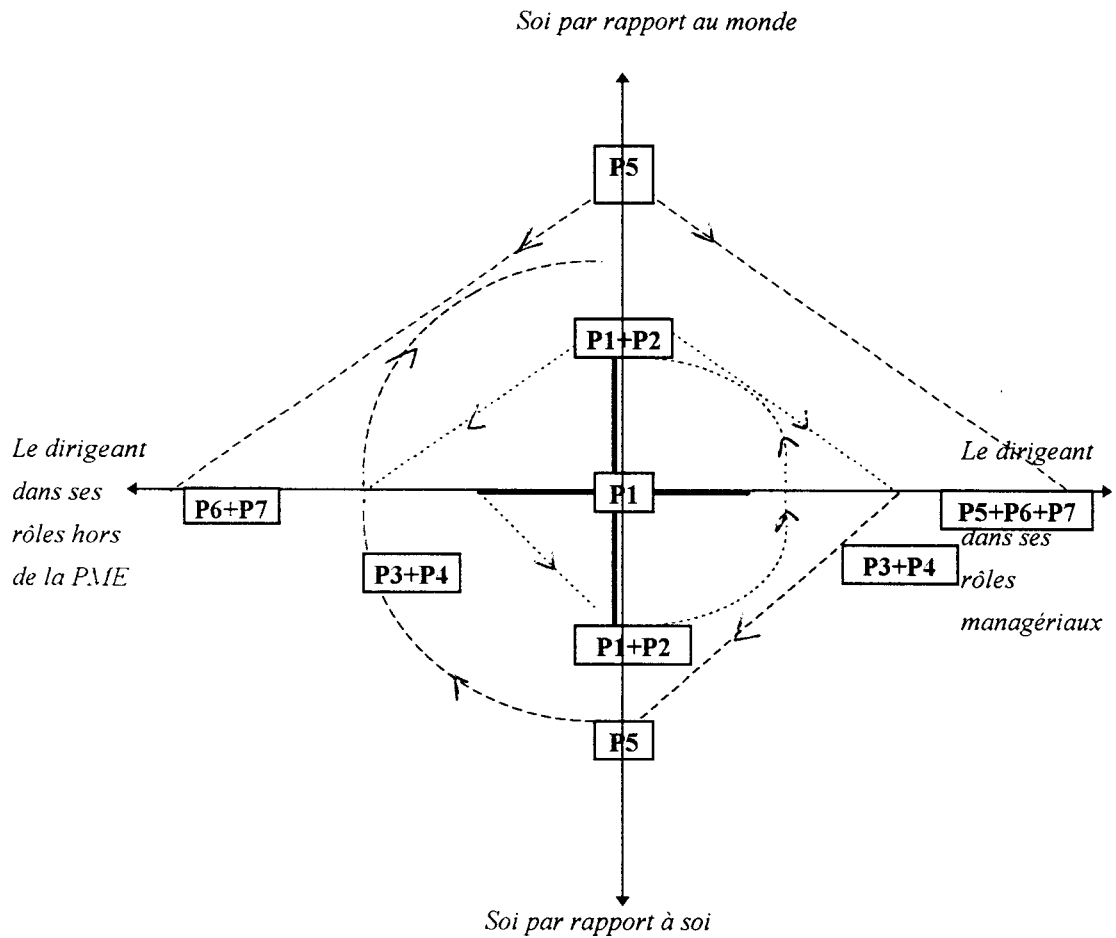 Soi par rapport au monde
P5
P1+P2
Le dirigeant
dans ses
rôles hors
de la PME
P6+P7
P1
Le dirigeant
P5+P6+P7
dans ses
rôles
managériaux
P3+P4
P3+P4
P1+P2
P5
Soi par rapport à soi